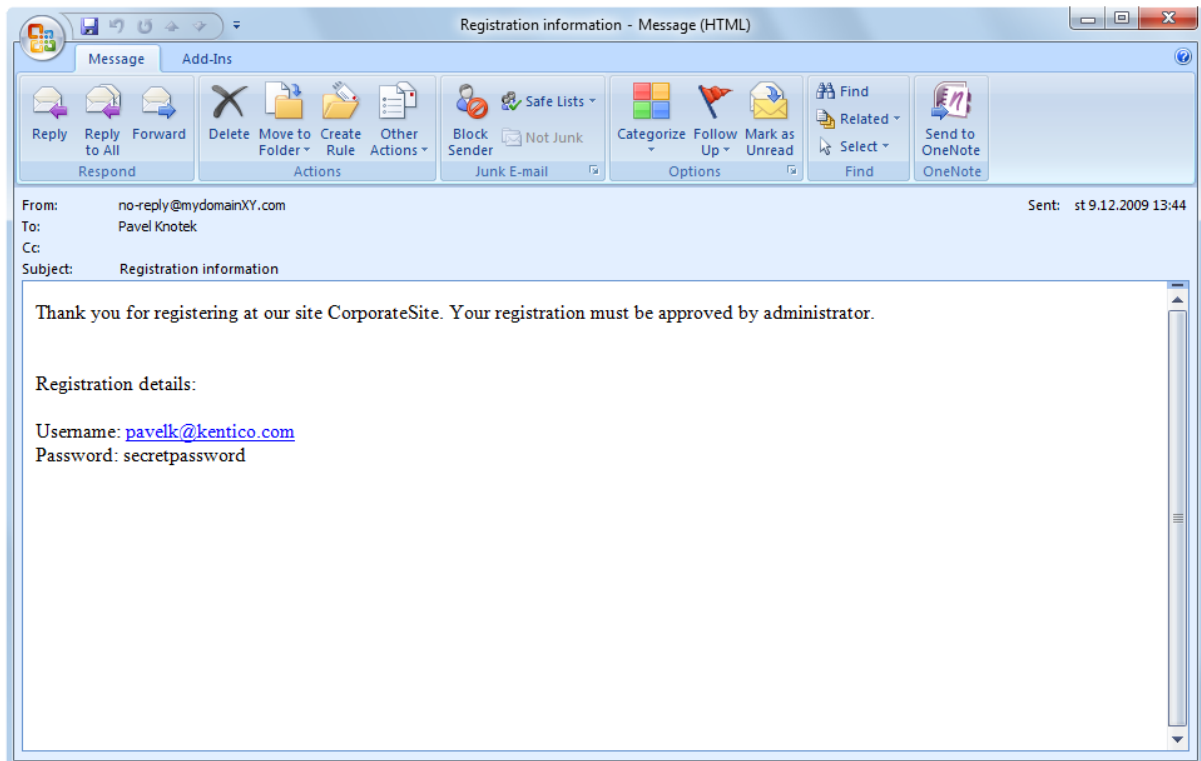 Registration information - Message (HTML)
Message Add-Ins
Reply Reply to All Forward
Delete Move to Folder Create Rule Other Actions
Block Sender Safe Lists Not Junk
Categorize Follow Up Mark as Unread
Find Related Select
Send to OneNote
Respond Actions Junk E-mail Options Find OneNote
From: no-reply@mydomainXY.com Sent: st 9.12.2009 13:44
To: Pavel Knotek
Cc:
Subject: Registration information
Thank you for registering at our site CorporateSite. Your registration must be approved by administrator.
Registration details:
Username: pavelk@kentico.com
Password: secretpassword